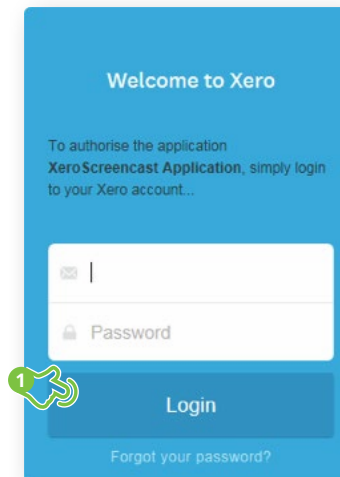 Welcome to Xero
To authorise the application
XeroScreencast Application, simply login
to your Xero account...
Password
1
Login
Forgot your password?